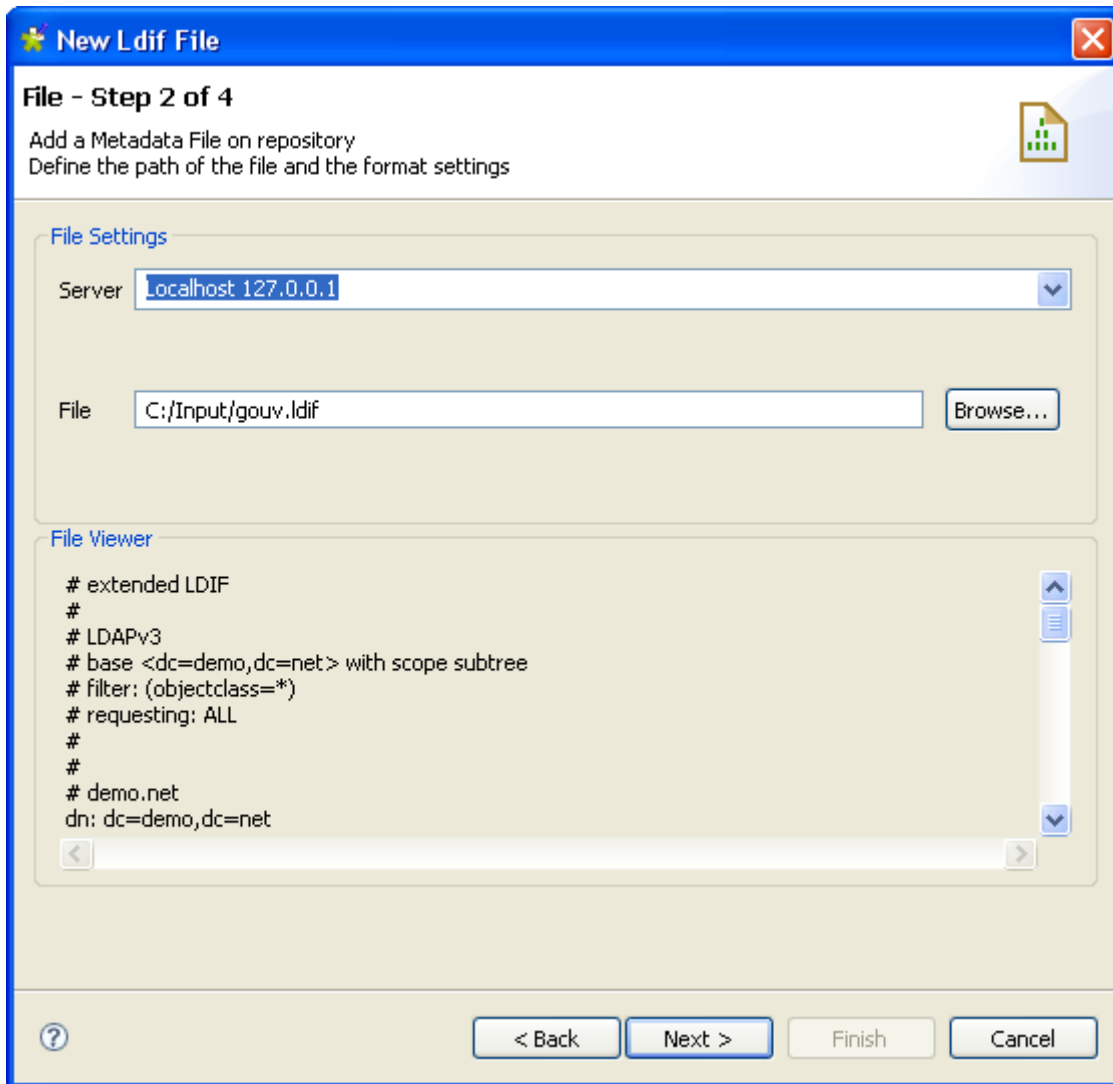 New Ldif File
File - Step 2 of 4
Add a Metadata File on repository
Define the path of the file and the format settings
File Settings
Server Localhost 127.0.0.1
File C:/Input/gouv.ldif Browse...
File Viewer
# extended LDIF
#
# LDAPv3
# base <dc=demo,dc=net> with scope subtree
# filter: (objectclass=*)
# requesting: ALL
#
#
# demo.net
dn: dc=demo,dc=net
? < Back Next > Finish Cancel